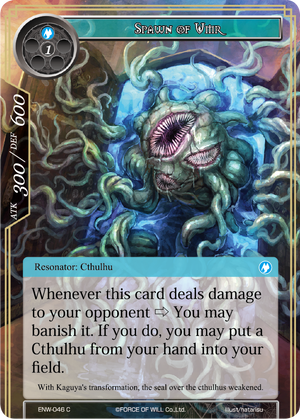 Spawn of Whir
1
ATK 300/DEF 600
Resonator: Cthulhu
Whenever this card deals damage
to your opponent ⇨ You may
banish it. If you do, you may put a
Cthulhu from your hand into your
field.
With Kaguya's transformation, the seal over the cthulhus weakened.
ENW-046 C
©FORCE OF WILL Co.,Ltd.